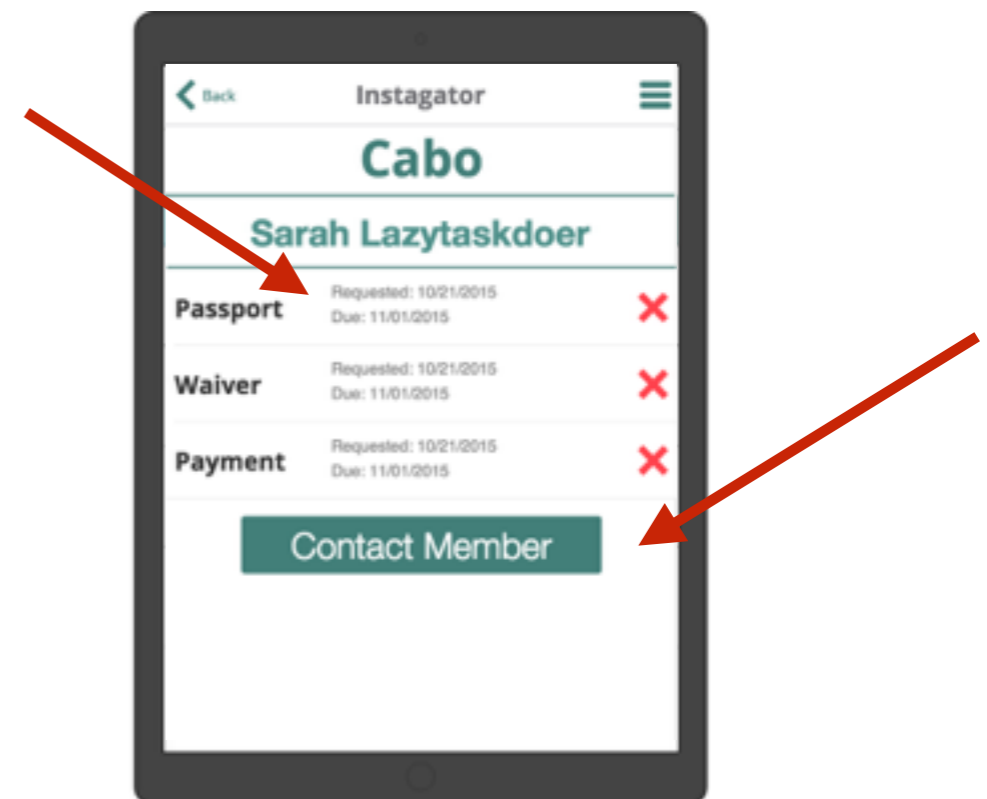 Back
Instagator
Cabo
Sarah Lazytaskdoer
Passport
Requested: 10/21/2015
Due: 11/01/2015
Waiver
Requested: 10/21/2015
Due: 11/01/2015
Payment
Requested: 10/21/2015
Due: 11/01/2015
Contact Member